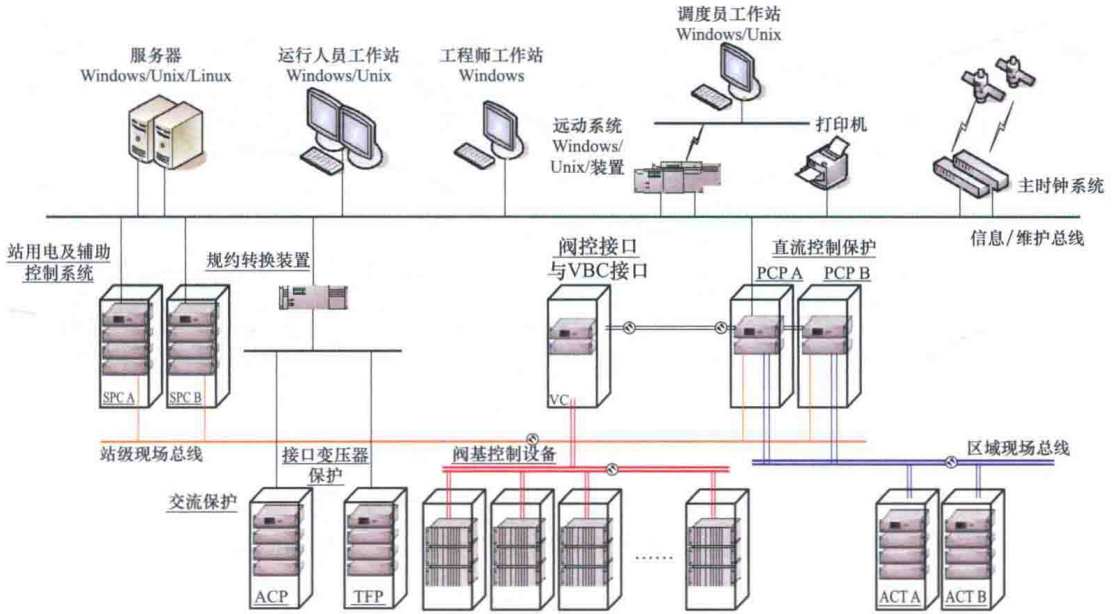 调度员工作站
Windows/Unix
服务器
Windows/Unix/Linux
运行人员工作站
Windows/Unix
工程师工作站
Windows
远动系统
Windows/
Unix/装置
打印机
主时钟系统
信息/维护总线
站用电及辅助
控制系统
规约转换装置
阀控接口
与VBC接口
直流控制保护
PCP A
PCP B
SPC A
SPC B
VC
站级现场总线
接口变压器
保护
阀基控制设备
区域现场总线
交流保护
ACP
TFP
……
ACT A
ACT B